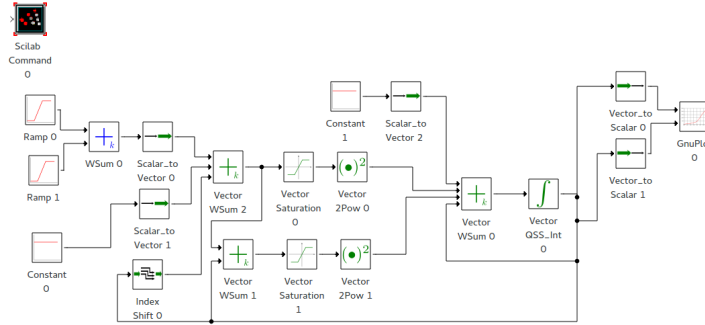 Scilab
Command
0
Ramp 0
Ramp 1
+k
WSum 0
Scalar_to
Vector 0
Scalar_to
Vector 1
Constant
0
Index
Shift 0
+k
Vector
WSum 2
+k
Vector
WSum 1
Vector
Saturation
0
Vector
Saturation
1
(•)2
Vector
2Pow 0
(•)2
Vector
2Pow 1
Constant
1
Scalar_to
Vector 2
+k
Vector
WSum 0
∫
Vector
QSS_Int
0
Vector_to
Scalar 0
Vector_to
Scalar 1
GnuPlo
0